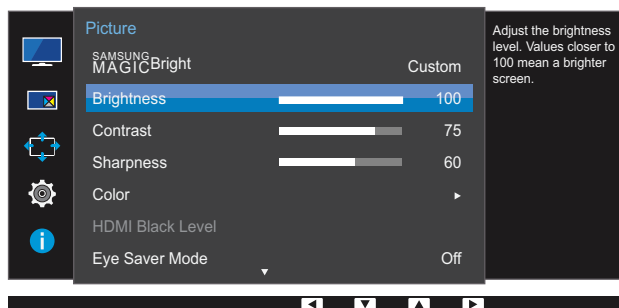 Picture
SAMSUNG
MAGICBright Custom
Brightness 100
Contrast 75
Sharpness 60
Color
HDMI Black Level
Eye Saver Mode Off
Adjust the brightness
level. Values closer to
100 mean a brighter
screen.